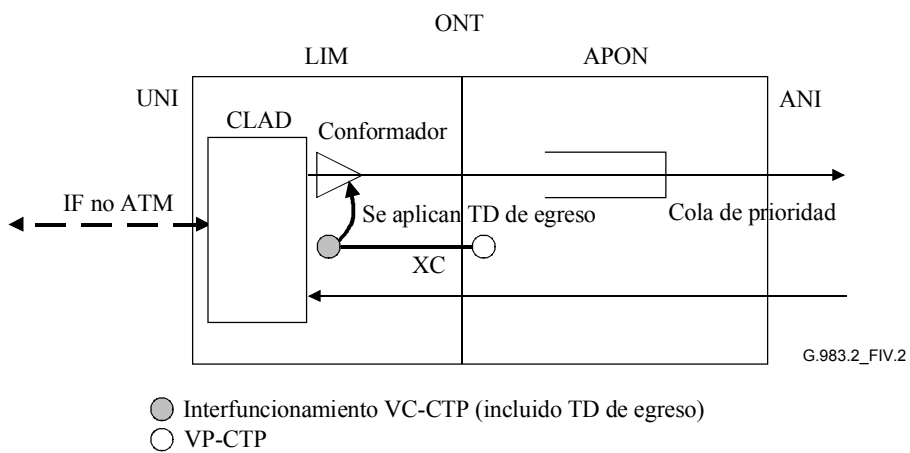 ONT
LIM
APON
UNI
ANI
CLAD
Conformador
IF no ATM
Se aplican TD de egreso
Cola de prioridad
XC
G.983.2_FIV.2
Interfuncionamiento VC-CTP (incluido TD de egreso)
VP-CTP